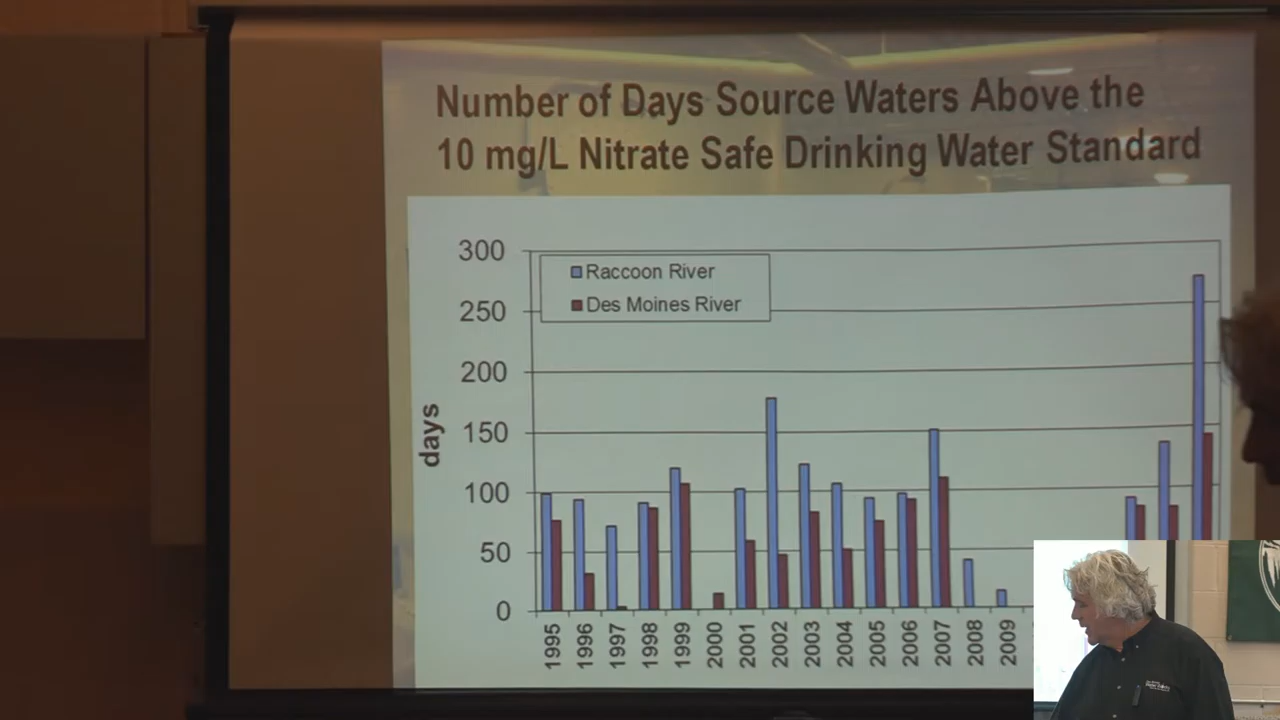 Number of Days Source Waters Above the
10 mg/L Nitrate Safe Drinking Water Standard
300
Raccoon River
Des Moines River
250
200
150
100
50
0
days
1995 1996 1997 1998 1999 2000 2001 2002 2003 2004 2005 2006 2007 2008 2009